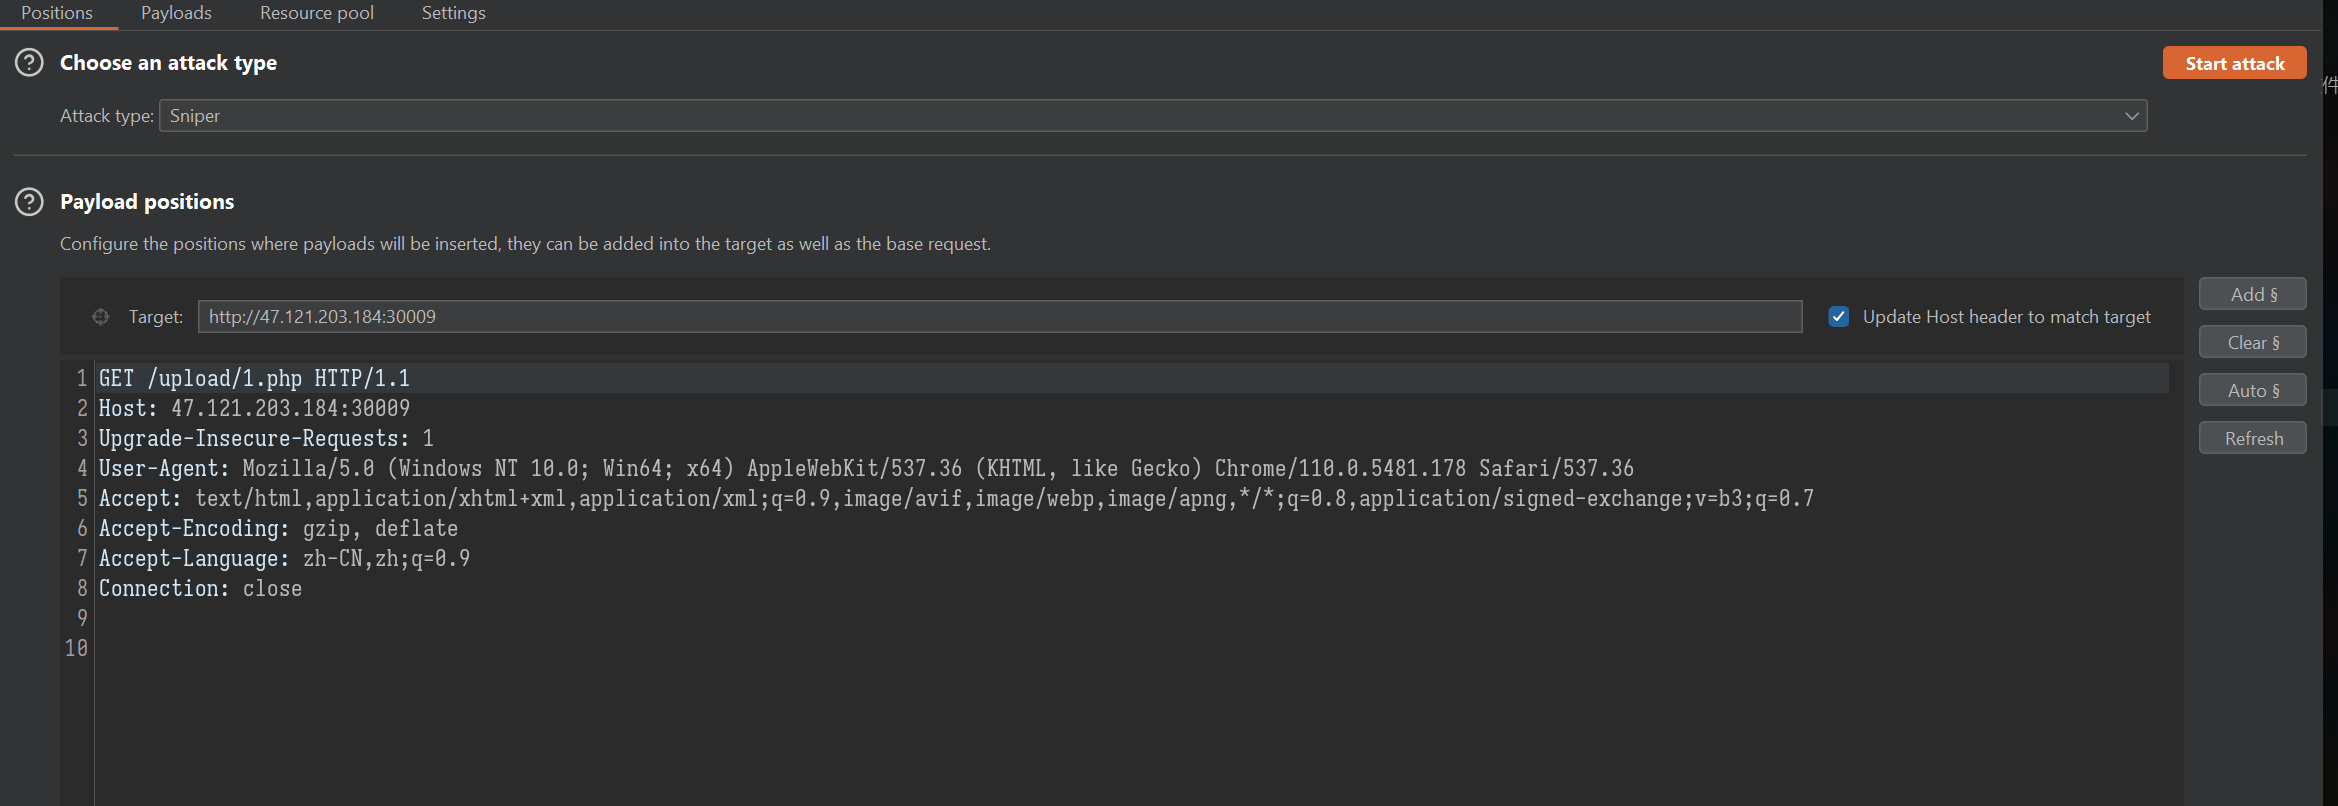 Positions Payloads Resource pool Settings
Choose an attack type
Start attack
件
Attack type: Sniper
Payload positions
Configure the positions where payloads will be inserted, they can be added into the target as well as the base request.
Add §
Target: http://47.121.203.184:30009
Update Host header to match target
Clear §
Auto §
Refresh
1 GET /upload/1.php HTTP/1.1
2 Host: 47.121.203.184:30009
3 Upgrade-Insecure-Requests: 1
4 User-Agent: Mozilla/5.0 (Windows NT 10.0; Win64; x64) AppleWebKit/537.36 (KHTML, like Gecko) Chrome/110.0.5481.178 Safari/537.36
5 Accept: text/html,application/xhtml+xml,application/xml;q=0.9,image/avif,image/webp,image/apng,*/*;q=0.8,application/signed-exchange;v=b3;q=0.7
6 Accept-Encoding: gzip, deflate
7 Accept-Language: zh-CN,zh;q=0.9
8 Connection: close
9
10